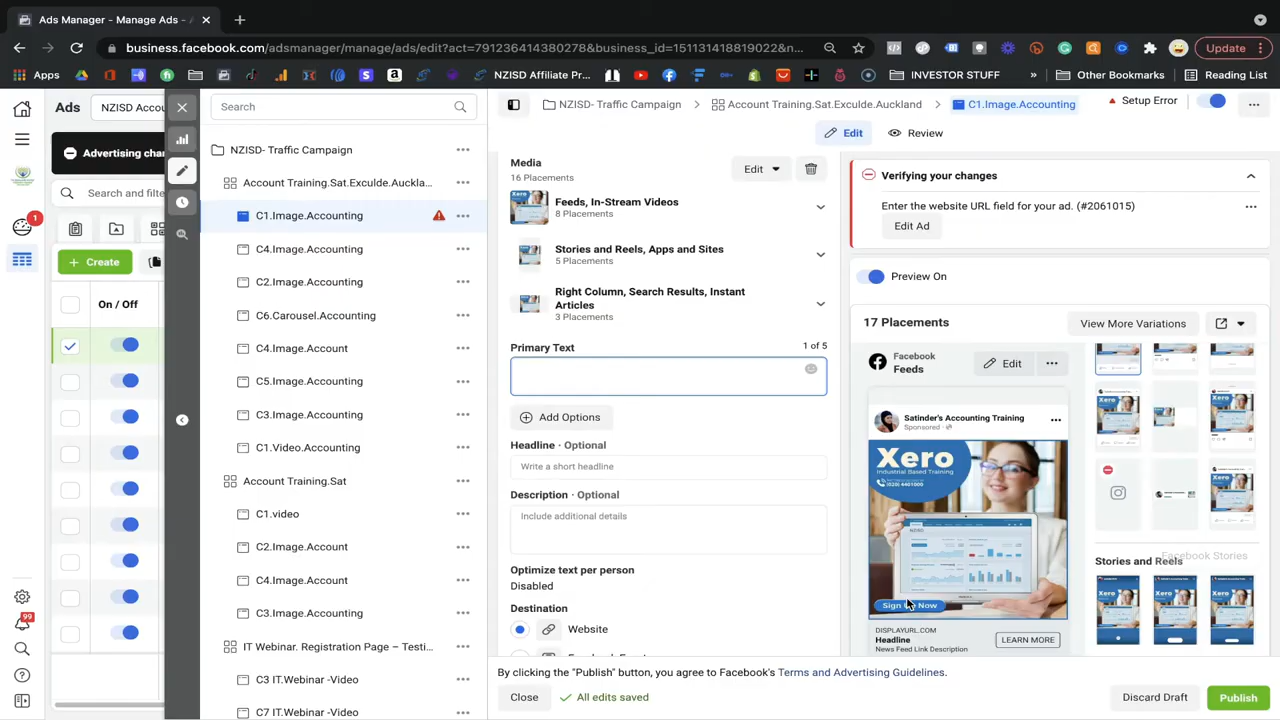 Ads Manager - Manage Ads - A
Update
business.facebook.com/adsmanager/manage/ads/edit?act=791236414380278&business_id=151131418819022&n...
Apps
NZISD Affiliate Pr...
INVESTOR STUFF
Other Bookmarks
Reading List
Ads
NZISD Accou
Advertising chan
Search and filte
1
+ Create
On / Off
99
Search
NZISD- Traffic Campaign
Account Training.Sat.Exculde.Auckla...
C1.Image.Accounting
C4.Image.Accounting
C2.Image.Accounting
C6.Carousel.Accounting
C4.Image.Account
C5.Image.Accounting
C3.Image.Accounting
C1.Video.Accounting
Account Training.Sat
C1.video
C2.Image.Account
C4.Image.Account
C3.Image.Accounting
IT Webinar. Registration Page – Testi...
C3 IT.Webinar -Video
C7 IT.Webinar -Video
NZISD- Traffic Campaign
Account Training.Sat.Exculde.Auckland
C1.Image.Accounting
Setup Error
Edit
Review
Media
16 Placements
Edit
Feeds, In-Stream Videos
8 Placements
Stories and Reels, Apps and Sites
5 Placements
Right Column, Search Results, Instant
Articles
3 Placements
Primary Text
1 of 5
Add Options
Headline · Optional
Write a short headline
Description · Optional
Include additional details
Optimize text per person
Disabled
Destination
Website
Verifying your changes
Enter the website URL field for your ad. (#2061015)
Edit Ad
Preview On
17 Placements
View More Variations
Facebook
Feeds
Edit
Satinder's Accounting Training
Sponsored ·
Xero
Industrial Based Training
Sign Up Now
DISPLAYURL.COM
Headline
News Feed Link Description
LEARN MORE
Facebook Stories
Stories and Reels
By clicking the "Publish" button, you agree to Facebook's Terms and Advertising Guidelines.
Close
All edits saved
Discard Draft
Publish